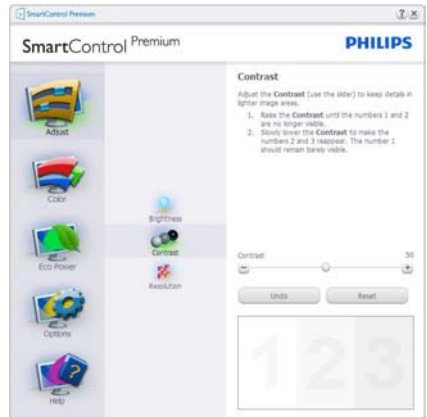 SmartControl Premium
SmartControl Premium
PHILIPS
Adjust
Color
Eco Power
Options
Help
Brightness
Contrast
Resolution
Contrast
Adjust the Contrast (use the slider) to keep details in
lighter image areas.
1. Raise the Contrast until the numbers 1 and 2
are no longer visible.
2. Slowly lower the Contrast to make the
numbers 2 and 3 reappear. The number 1
should remain barely visible.
Contrast 50
Undo Reset
1 2 3